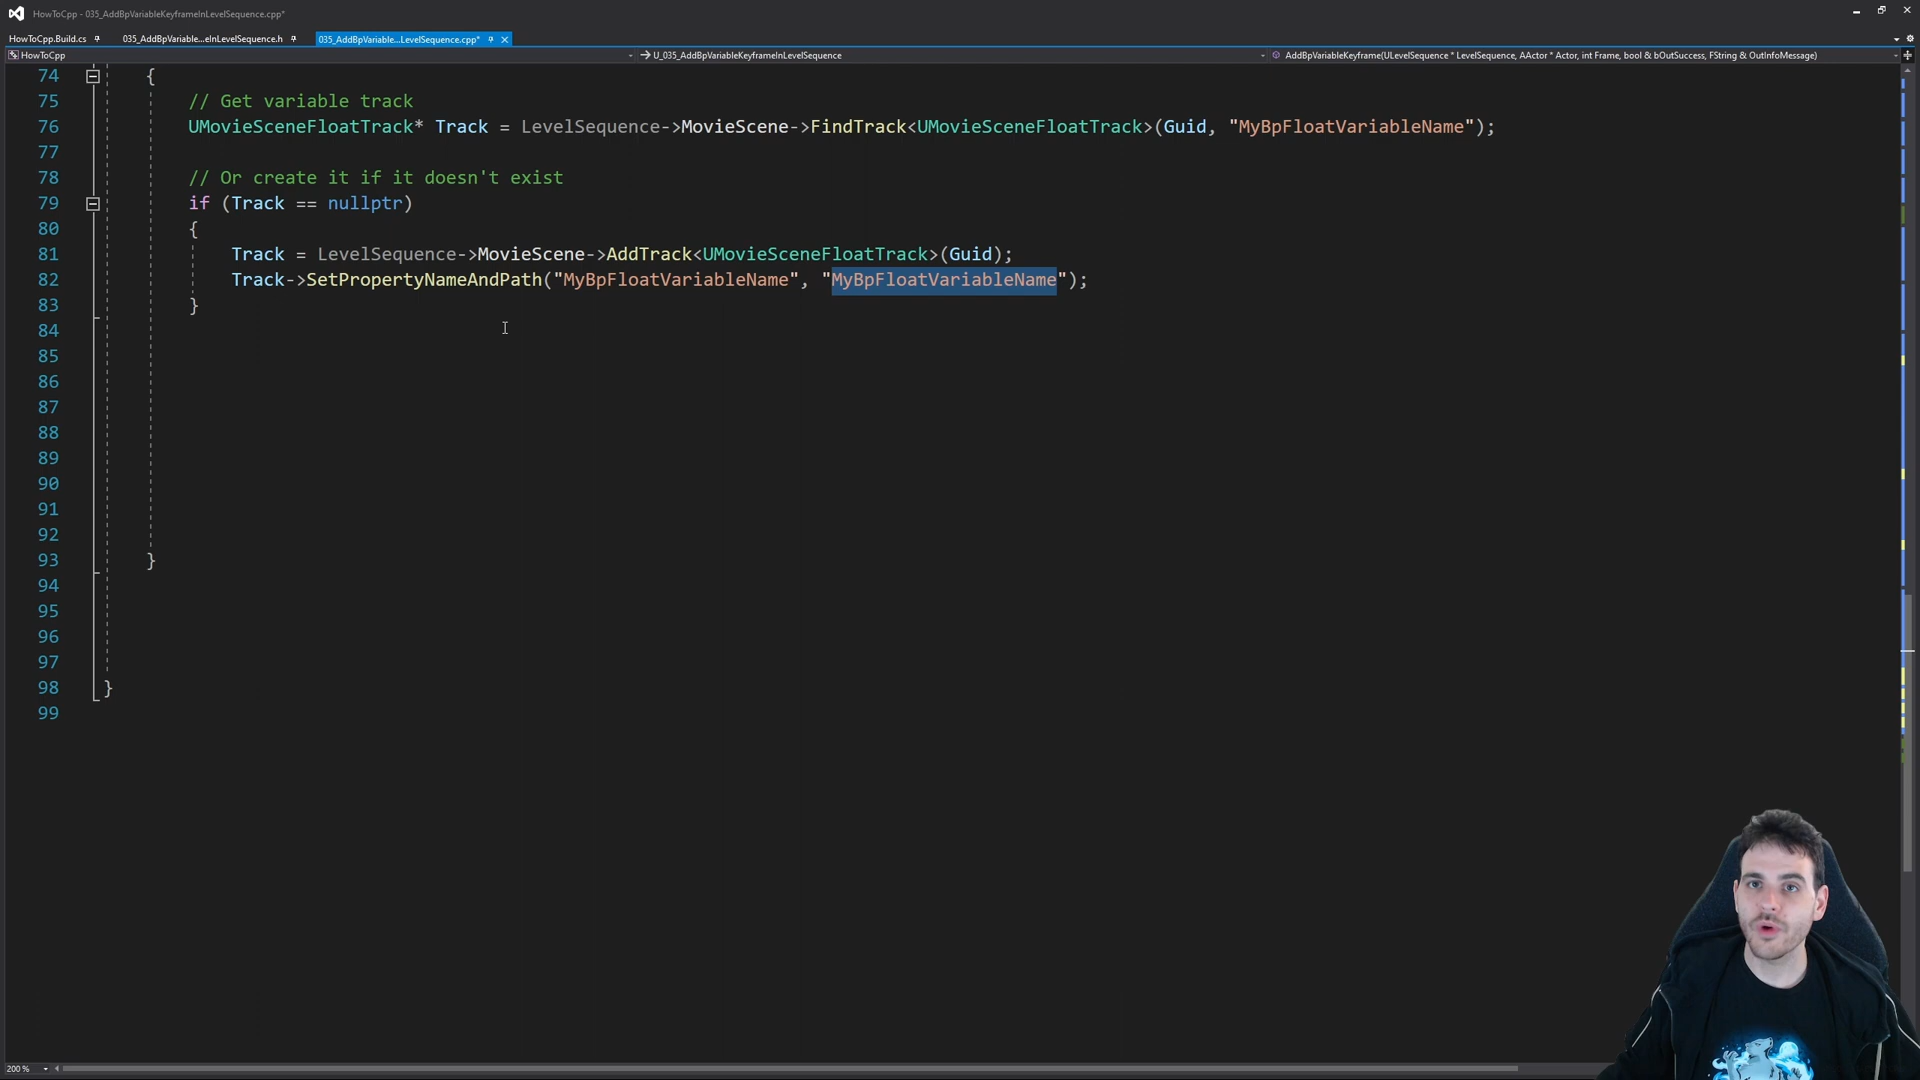 HowToCpp - 035_AddBpVariableKeyframeInLevelSequence.cpp*
HowToCpp.Build.cs 035_AddBpVariable...eInLevelSequence.h 035_AddBpVariable...LevelSequence.cpp*
HowToCpp U_035_AddBpVariableKeyframeInLevelSequence AddBpVariableKeyframe(ULevelSequence * LevelSequence, AActor * Actor, int Frame, bool & bOutSuccess, FString & OutInfoMessage)
74 {
75 // Get variable track
76 UMovieSceneFloatTrack* Track = LevelSequence->MovieScene->FindTrack<UMovieSceneFloatTrack>(Guid, "MyBpFloatVariableName");
77
78 // Or create it if it doesn't exist
79 if (Track == nullptr)
80 {
81 Track = LevelSequence->MovieScene->AddTrack<UMovieSceneFloatTrack>(Guid);
82 Track->SetPropertyNameAndPath("MyBpFloatVariableName", "MyBpFloatVariableName");
83 }
84
85
86
87
88
89
90
91
92
93 }
94
95
96
97
98 }
99
200 %